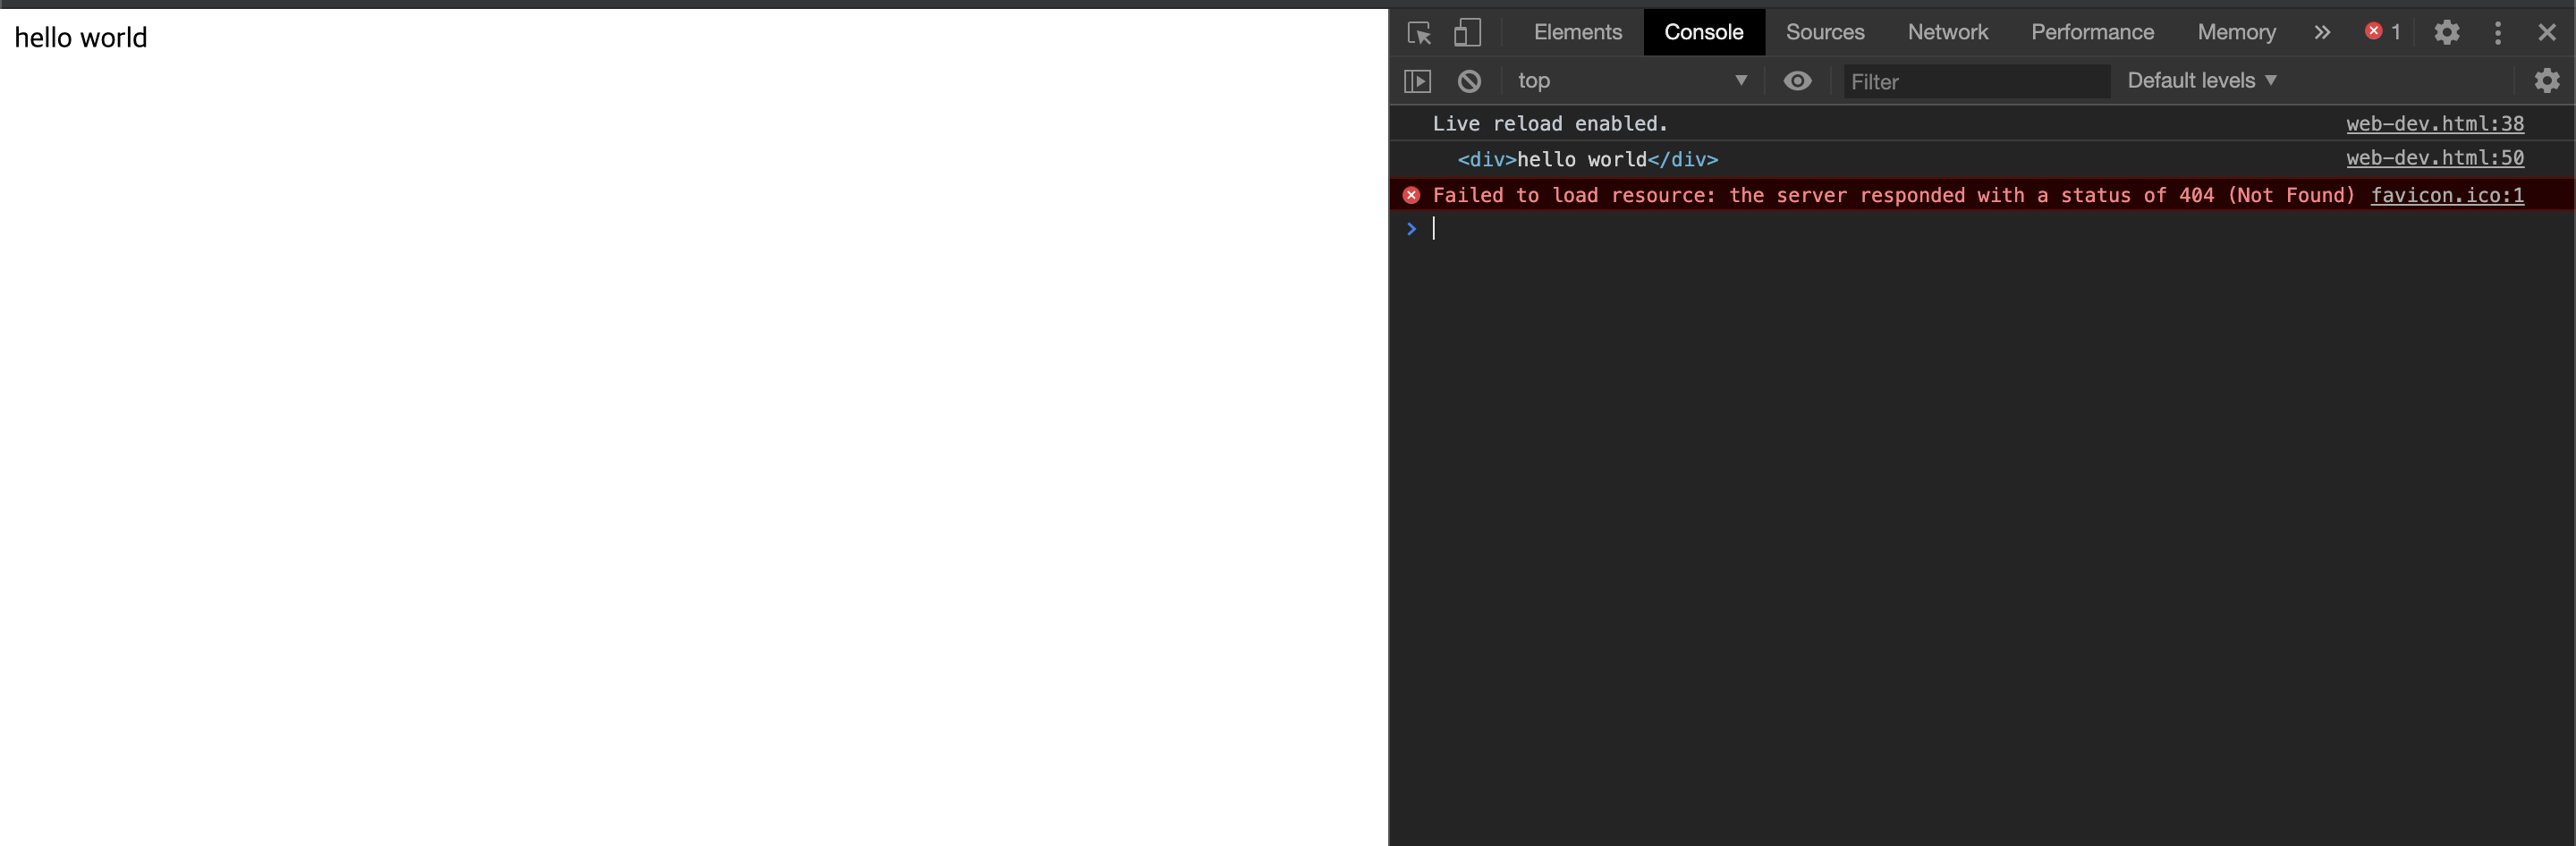 hello world
Elements Console Sources Network Performance Memory » 1
top Filter Default levels
Live reload enabled. web-dev.html:38
<div>hello world</div> web-dev.html:50
Failed to load resource: the server responded with a status of 404 (Not Found) favicon.ico:1
>